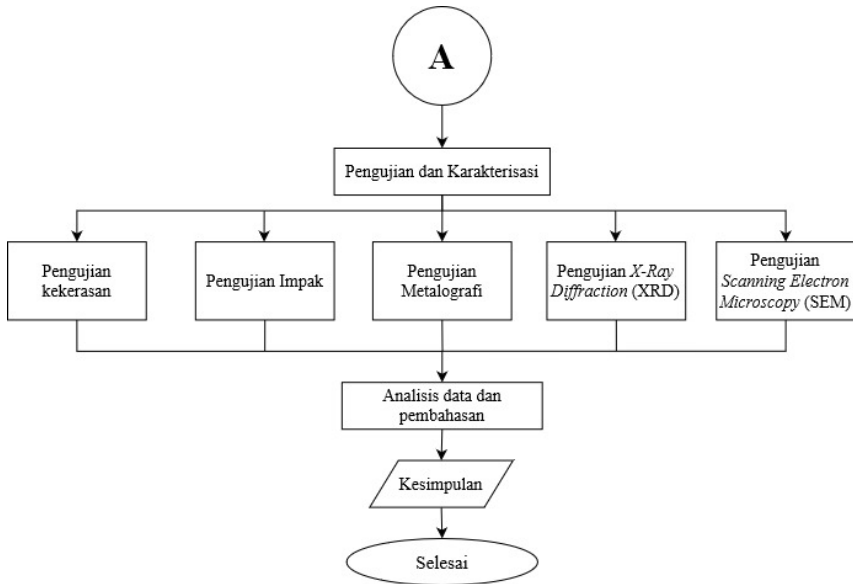 A
Pengujian dan Karakterisasi
Pengujian
kekerasan
Pengujian Impak
Pengujian
Metalografi
Pengujian X-Ray
Diffraction (XRD)
Pengujian
Scanning Electron
Microscopy (SEM)
Analisis data dan
pembahasan
Kesimpulan
Selesai